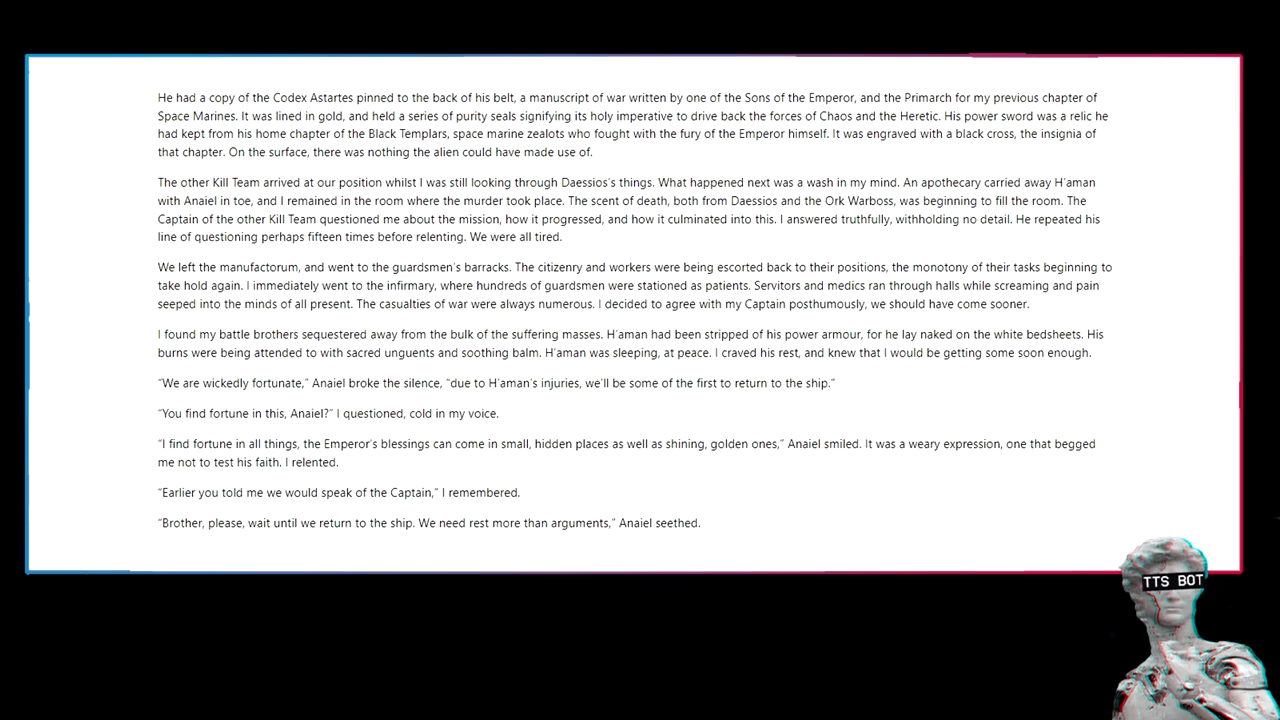 He had a copy of the Codex Astartes pinned to the back of his belt, a manuscript of war written by one of the Sons of the Emperor, and the Primarch for my previous chapter of
Space Marines. It was lined in gold, and held a series of purity seals signifying its holy imperative to drive back the forces of Chaos and the Heretic. His power sword was a relic he
had kept from his home chapter of the Black Templars, space marine zealots who fought with the fury of the Emperor himself. It was engraved with a black cross, the insignia of
that chapter. On the surface, there was nothing the alien could have made use of.
The other Kill Team arrived at our position whilst I was still looking through Daessios's things. What happened next was a wash in my mind. An apothecary carried away H'aman
with Anaiel in toe, and I remained in the room where the murder took place. The scent of death, both from Daessios and the Ork Warboss, was beginning to fill the room. The
Captain of the other Kill Team questioned me about the mission, how it progressed, and how it culminated into this. I answered truthfully, withholding no detail. He repeated his
line of questioning perhaps fifteen times before relenting. We were all tired.
We left the manufactorum, and went to the guardsmen's barracks. The citizenry and workers were being escorted back to their positions, the monotony of their tasks beginning to
take hold again. I immediately went to the infirmary, where hundreds of guardsmen were stationed as patients. Servitors and medics ran through halls while screaming and pain
seeped into the minds of all present. The casualties of war were always numerous. I decided to agree with my Captain posthumously, we should have come sooner.
I found my battle brothers sequestered away from the bulk of the suffering masses. H'aman had been stripped of his power armour, for he lay naked on the white bedsheets. His
burns were being attended to with sacred unguents and soothing balm. H'aman was sleeping, at peace. I craved his rest, and knew that I would be getting some soon enough.
"We are wickedly fortunate," Anaiel broke the silence, "due to H'aman's injuries, we'll be some of the first to return to the ship."
"You find fortune in this, Anaiel?" I questioned, cold in my voice.
"I find fortune in all things, the Emperor's blessings can come in small, hidden places as well as shining, golden ones," Anaiel smiled. It was a weary expression, one that begged
me not to test his faith. I relented.
"Earlier you told me we would speak of the Captain," I remembered.
"Brother, please, wait until we return to the ship. We need rest more than arguments," Anaiel seethed.
TTS BOT